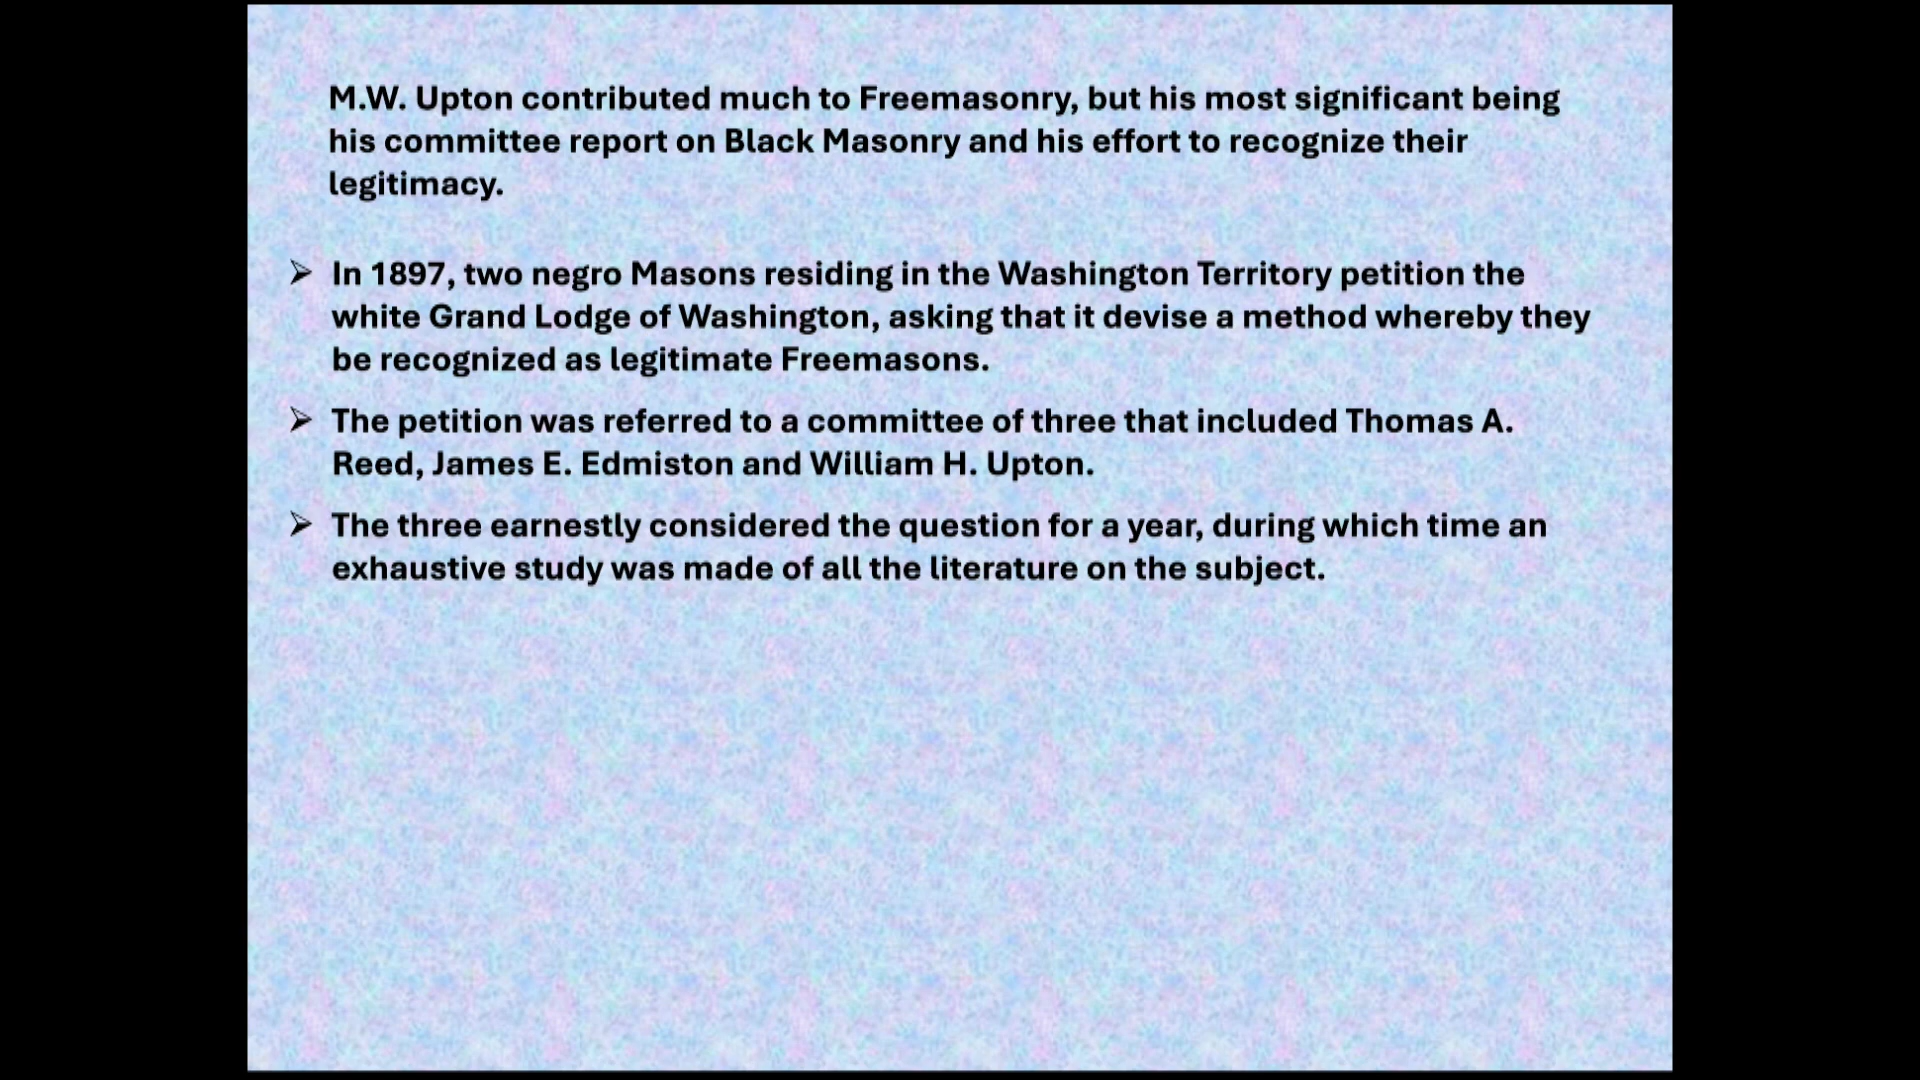 M.W. Upton contributed much to Freemasonry, but his most significant being
his committee report on Black Masonry and his effort to recognize their
legitimacy.
➢ In 1897, two negro Masons residing in the Washington Territory petition the
white Grand Lodge of Washington, asking that it devise a method whereby they
be recognized as legitimate Freemasons.
➢ The petition was referred to a committee of three that included Thomas A.
Reed, James E. Edmiston and William H. Upton.
➢ The three earnestly considered the question for a year, during which time an
exhaustive study was made of all the literature on the subject.